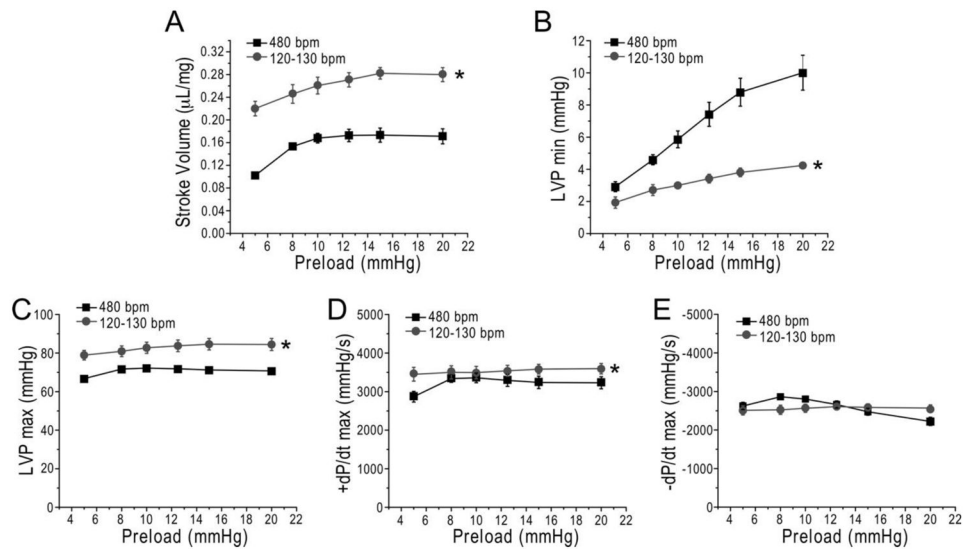 A
480 bpm
120-130 bpm
Stroke Volume (μL/mg)
0.32
0.28
0.24
0.20
0.16
0.12
0.08
0.04
0.00
*
4 6 8 10 12 14 16 18 20 22
Preload (mmHg)
B
480 bpm
120-130 bpm
LVP min (mmHg)
12
10
8
6
4
2
0
*
4 6 8 10 12 14 16 18 20 22
Preload (mmHg)
C
480 bpm
120-130 bpm
LVP max (mmHg)
100
80
60
40
20
0
*
4 6 8 10 12 14 16 18 20 22
Preload (mmHg)
D
480 bpm
120-130 bpm
+dP/dt max (mmHg/s)
5000
4000
3000
2000
1000
0
*
4 6 8 10 12 14 16 18 20 22
Preload (mmHg)
E
480 bpm
120-130 bpm
-dP/dt max (mmHg/s)
-5000
-4000
-3000
-2000
-1000
0
4 6 8 10 12 14 16 18 20 22
Preload (mmHg)